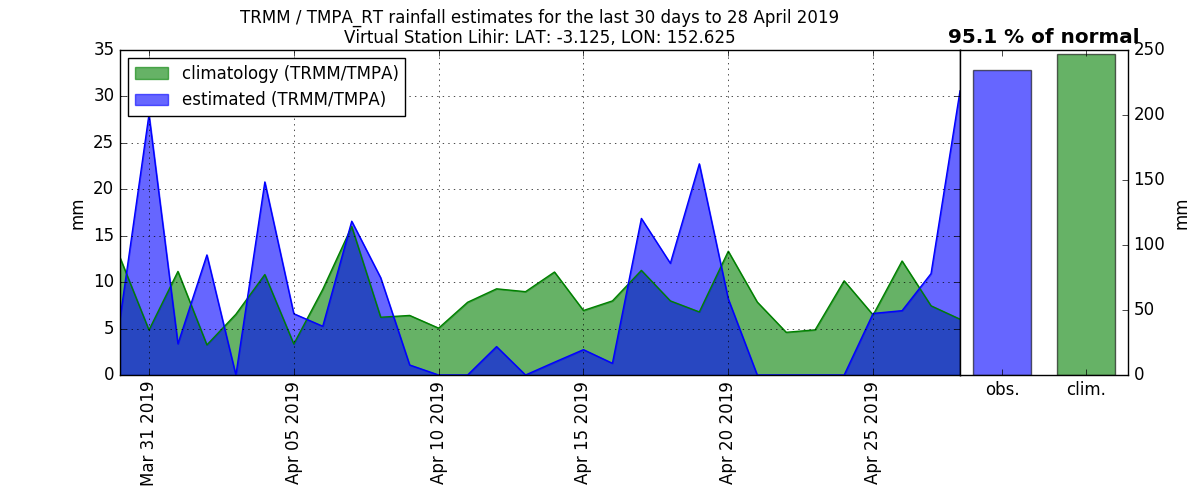 TRMM / TMPA_RT rainfall estimates for the last 30 days to 28 April 2019
Virtual Station Lihir: LAT: -3.125, LON: 152.625
95.1 % of normal
climatology (TRMM/TMPA)
estimated (TRMM/TMPA)
35
30
25
20
15
10
5
0
mm
Mar 31 2019
Apr 05 2019
Apr 10 2019
Apr 15 2019
Apr 20 2019
Apr 25 2019
250
200
150
100
50
0
mm
obs.
clim.